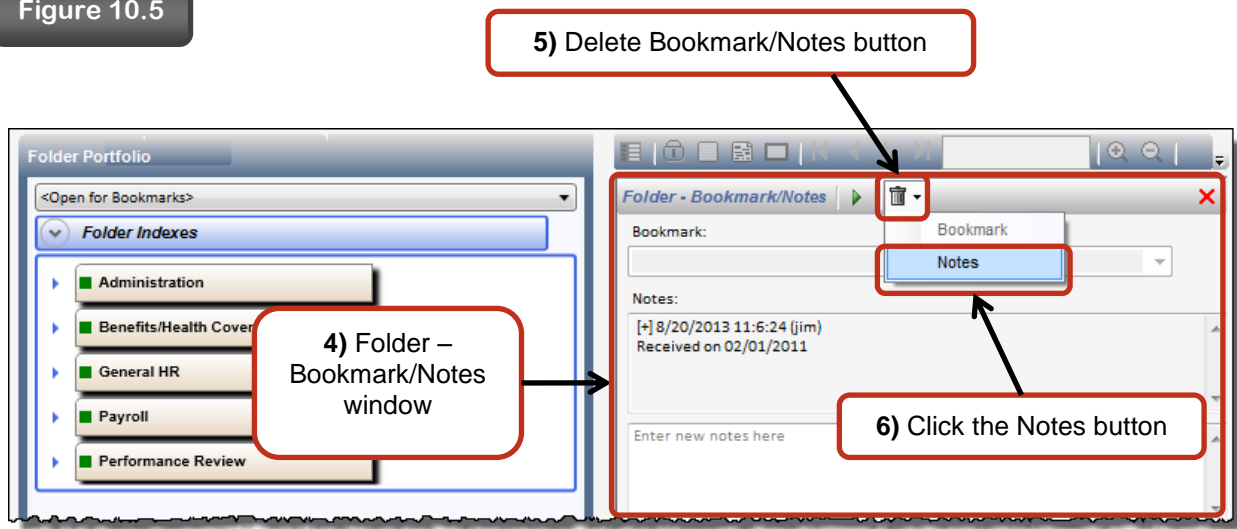 Figure 10.5
5) Delete Bookmark/Notes button
Folder Portfolio
<Open for Bookmarks>
Folder Indexes
Administration
Benefits/Health Cover
General HR
Payroll
Performance Review
4) Folder –
Bookmark/Notes
window
Folder - Bookmark/Notes
Bookmark:
Bookmark
Notes
Notes:
[+] 8/20/2013 11:6:24 (jim)
Received on 02/01/2011
6) Click the Notes button
Enter new notes here